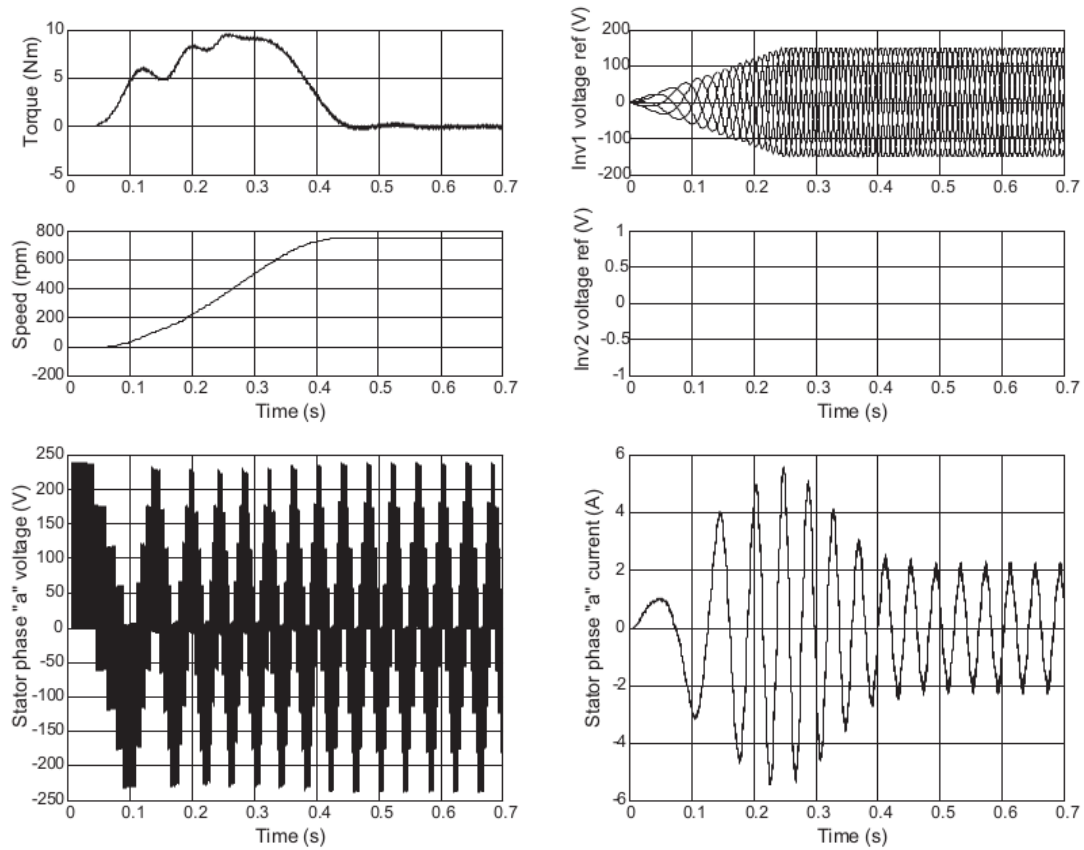 Torque (Nm)
10
5
0
-5
0 0.1 0.2 0.3 0.4 0.5 0.6 0.7
Inv1 voltage ref (V)
200
100
0
-100
-200
0 0.1 0.2 0.3 0.4 0.5 0.6 0.7
Speed (rpm)
800
600
400
200
0
-200
0 0.1 0.2 0.3 0.4 0.5 0.6 0.7
Time (s)
Inv2 voltage ref (V)
1
0.5
0
-0.5
-1
0 0.1 0.2 0.3 0.4 0.5 0.6 0.7
Time (s)
Stator phase "a" voltage (V)
250
200
150
100
50
0
-50
-100
-150
-200
-250
0 0.1 0.2 0.3 0.4 0.5 0.6 0.7
Time (s)
Stator phase "a" current (A)
6
4
2
0
-2
-4
-6
0 0.1 0.2 0.3 0.4 0.5 0.6 0.7
Time (s)